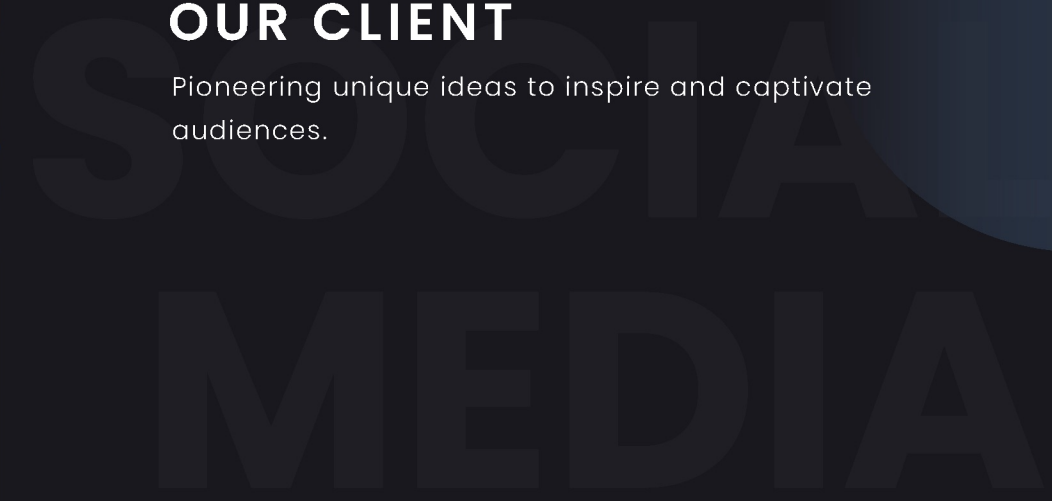 OUR CLIENT
Pioneering unique ideas to inspire and captivate
audiences.
SOCIAL
MEDIA